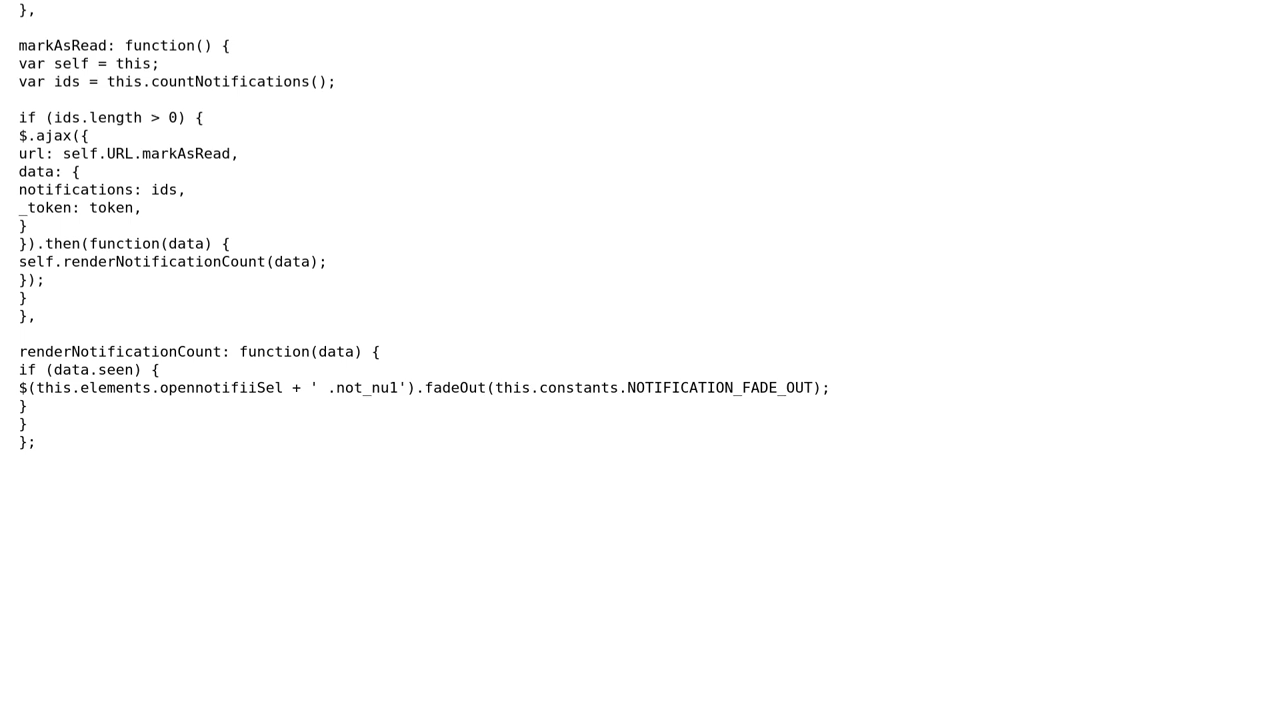 },

markAsRead: function() {
var self = this;
var ids = this.countNotifications();

if (ids.length > 0) {
$.ajax({
url: self.URL.markAsRead,
data: {
notifications: ids,
_token: token,
}
}).then(function(data) {
self.renderNotificationCount(data);
});
}
},

renderNotificationCount: function(data) {
if (data.seen) {
$(this.elements.opennotifiiSel + ' .not_nu1').fadeOut(this.constants.NOTIFICATION_FADE_OUT);
}
}
};